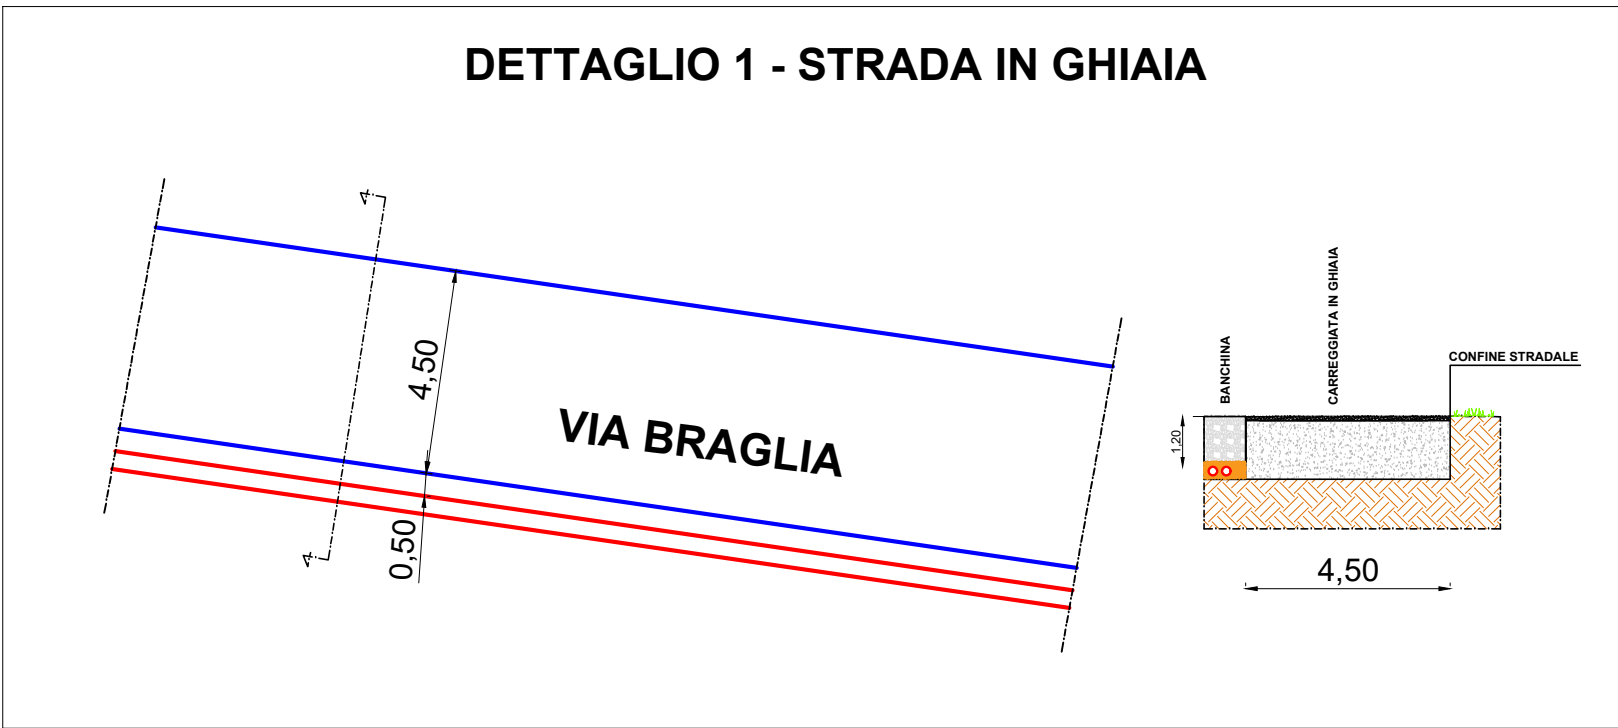 DETTAGLIO 1 - STRADA IN GHIAIA
4
4,50
VIA BRAGLIA
0,50
4
BANCHINA
CARREGGIATA IN GHIAIA
CONFINE STRADALE
1,20
4,50